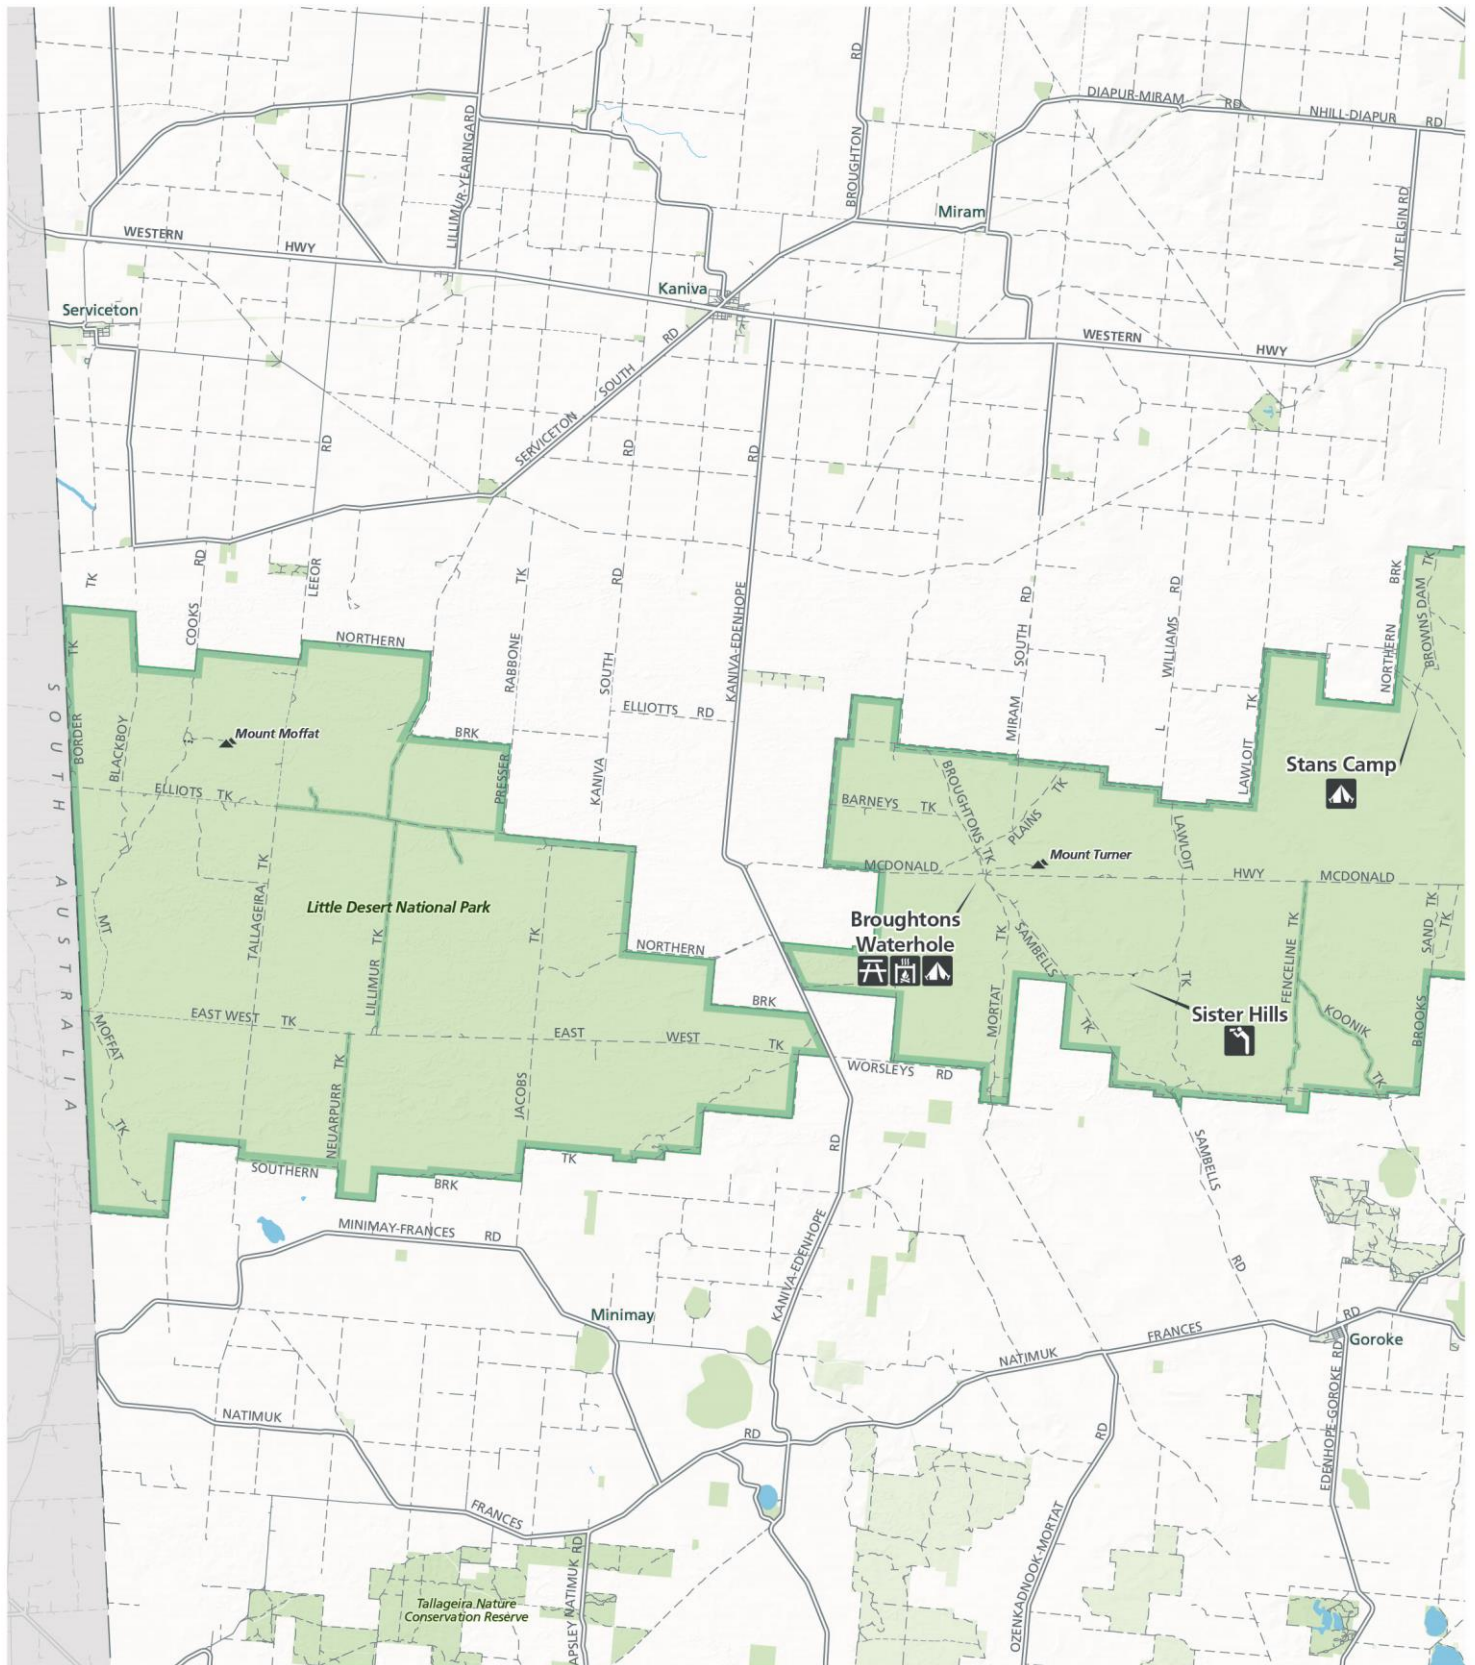 RD
DIAPUR-MIRAM RD
NHILL-DIAPUR RD
LILLIMUR-YEARINGARD
BROUGHTON
MT ELGIN RD
Miram
WESTERN HWY
Kaniva
Serviceton
RD
SOUTH
SERVICETON
WESTERN HWY
RD
RD
RD
TK
RD
COOKS
LEEOR
TK
RD
KANIVA-EDENHOPE
RD
SOUTH
MIRAM
RD
WILLIAMS
L
BRK
NORTHERN
TK
BROWNS DAM
NORTHERN
RABBONE
SOUTH
KANIVA
ELLIOTTS RD
TK
BORDER
BLACKBOY
Mount Moffat
BRK
PRESSER
TK
LAWLOIT
Stans Camp
ELLIOTS TK
BROUGHTONS TK
BARNEYS TK
PLAINS TK
LAWLOIT
TK
Mount Turner
MCDONALD
HWY
MCDONALD
SOUTH AUSTRALIA
TK
TALLAGEIRA
Little Desert National Park
Broughtons
Waterhole
TK
LILLIMUR
TK
JACOBS
NORTHERN
BRK
TK
MORTAT
SAMBELLS
TK
TK
FENCELINE
SAND TK
TK
BROOKS
MT
MOFFAT
TK
EAST WEST TK
EAST WEST TK
Sister Hills
KOONIK
TK
TK
NEUARPURR
WORSLEYS RD
SOUTHERN
BRK
TK
RD
SAMBELLS
RD
MINIMAY-FRANCES RD
KANIVA-EDENHOPE
Minimay
FRANCES
RD
Goroke
NATIMUK
NATIMUK
RD
RD
RD
EDENHOPE-GOROKE
FRANCES
OZENKADNOOK-MORTAT
RD
APSLEY NATIMUK
Tallageira Nature
Conservation Reserve